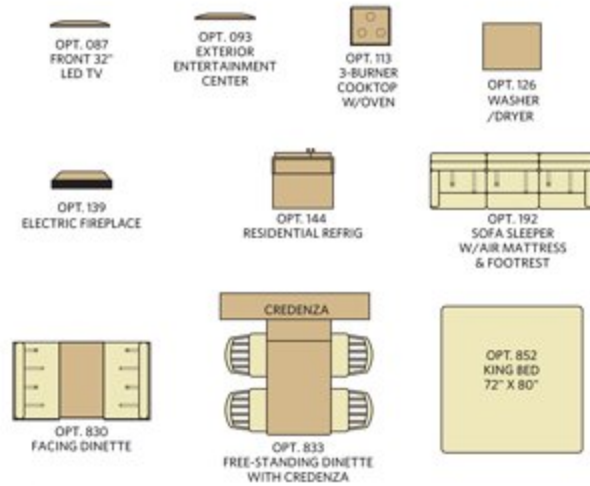 OPT. 087
FRONT 32"
LED TV
OPT. 093
EXTERIOR
ENTERTAINMENT
CENTER
OPT. 113
3-BURNER
COOKTOP
W/OVEN
OPT. 126
WASHER
/DRYER
OPT. 139
ELECTRIC FIREPLACE
OPT. 144
RESIDENTIAL REFRIG
OPT. 192
SOFA SLEEPER
W/AIR MATTRESS
& FOOTREST
OPT. 830
FACING DINETTE
CREDENZA
OPT. 833
FREE-STANDING DINETTE
WITH CREDENZA
OPT. 852
KING BED
72" X 80"